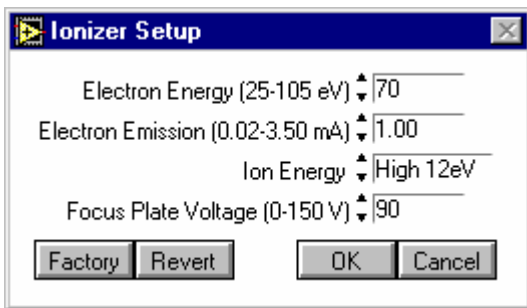 Ionizer Setup
Electron Energy (25-105 eV) 70
Electron Emission (0.02-3.50 mA) 1.00
Ion Energy High 12eV
Focus Plate Voltage (0-150 V) 90
Factory Revert OK Cancel